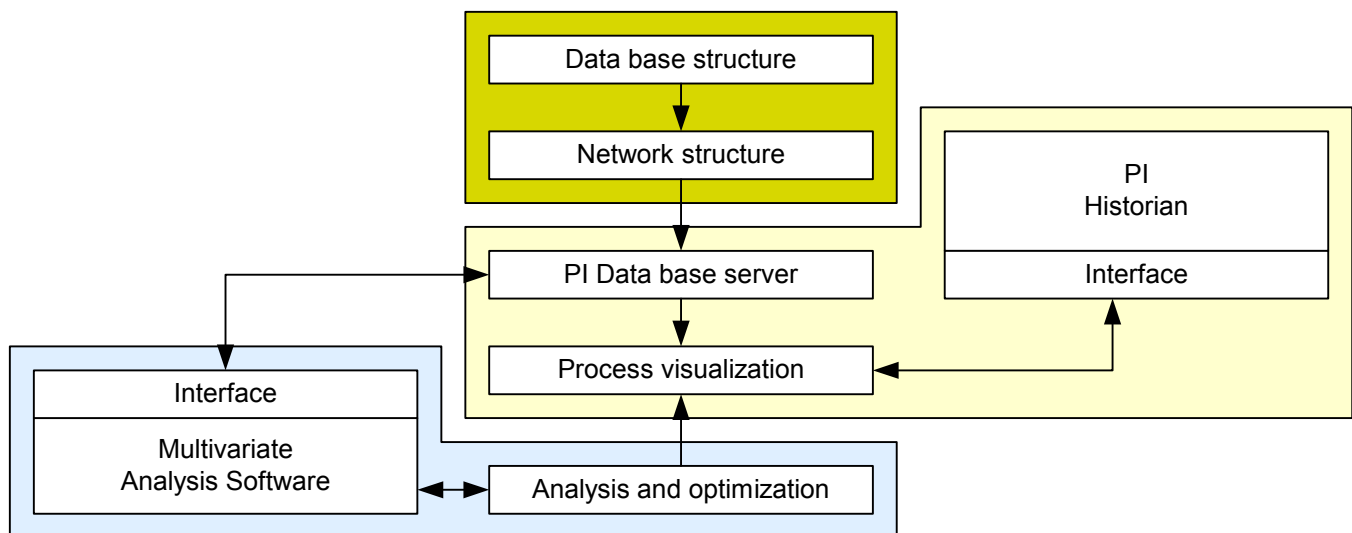 Data base structure
Network structure
PI
Historian
Interface
PI Data base server
Process visualization
Interface
Multivariate
Analysis Software
Analysis and optimization